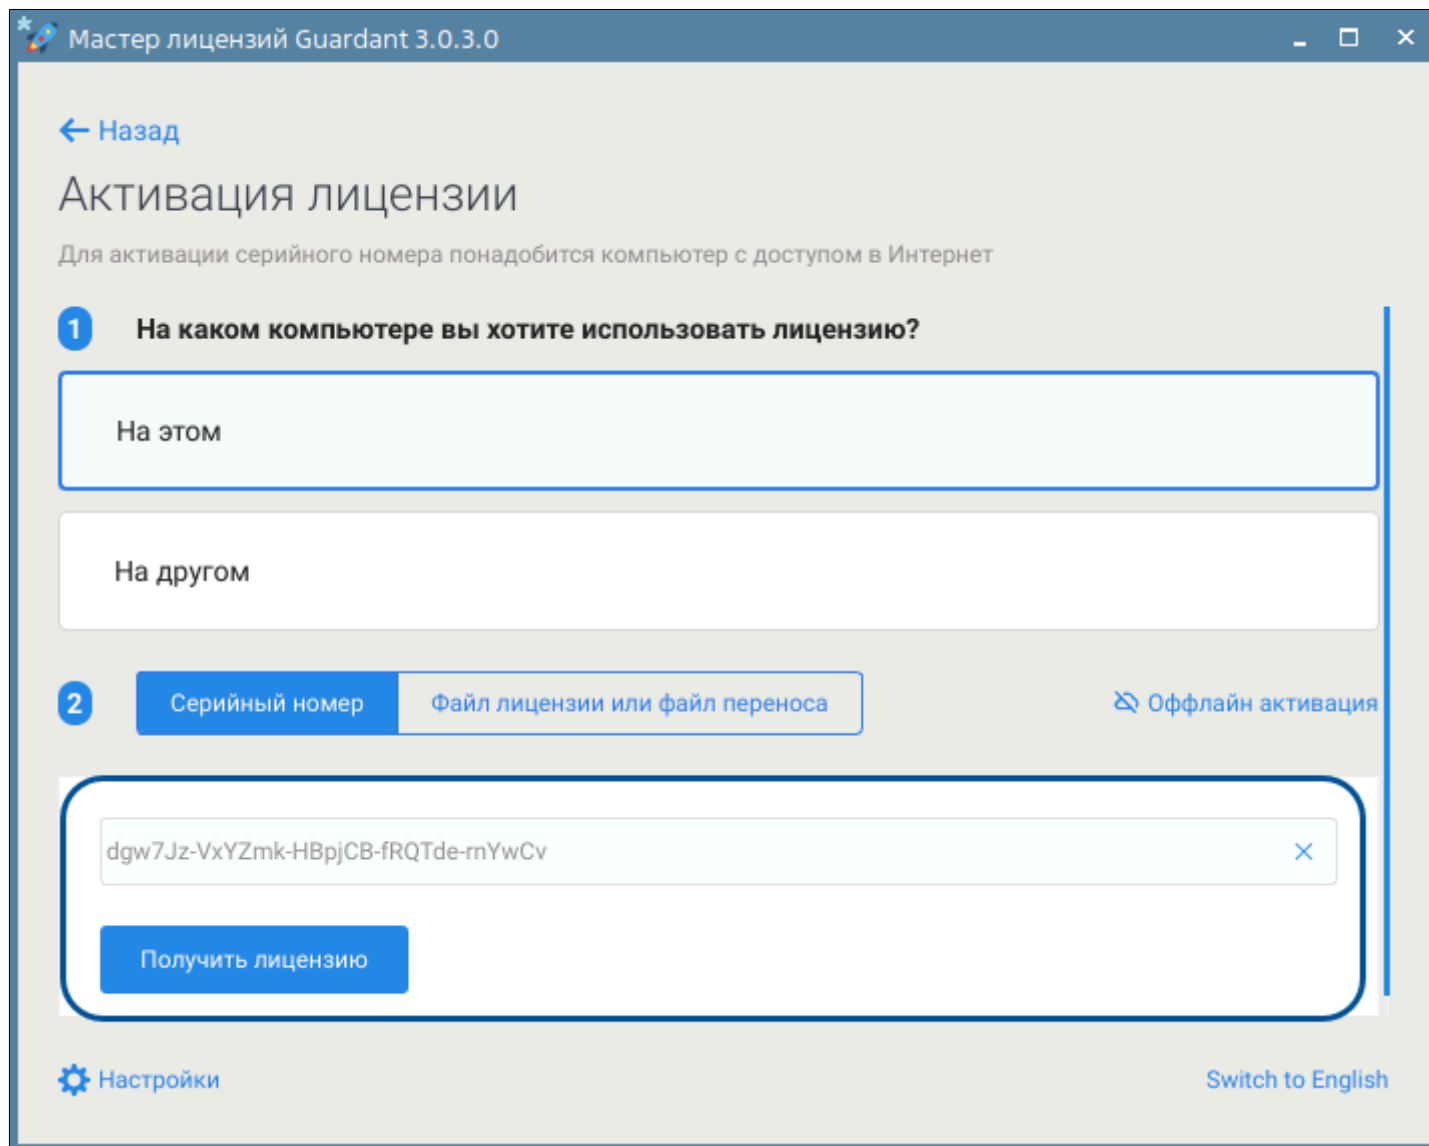 Мастер лицензий Guardant 3.0.3.0
Назад
Активация лицензии
Для активации серийного номера понадобится компьютер с доступом в Интернет
1 На каком компьютере вы хотите использовать лицензию?
На этом
На другом
2 Серийный номер Файл лицензии или файл переноса Оффлайн активация
dgw7Jz-VxYZmk-HBpjCB-fRQTde-rnYwCv
Получить лицензию
Настройки Switch to English